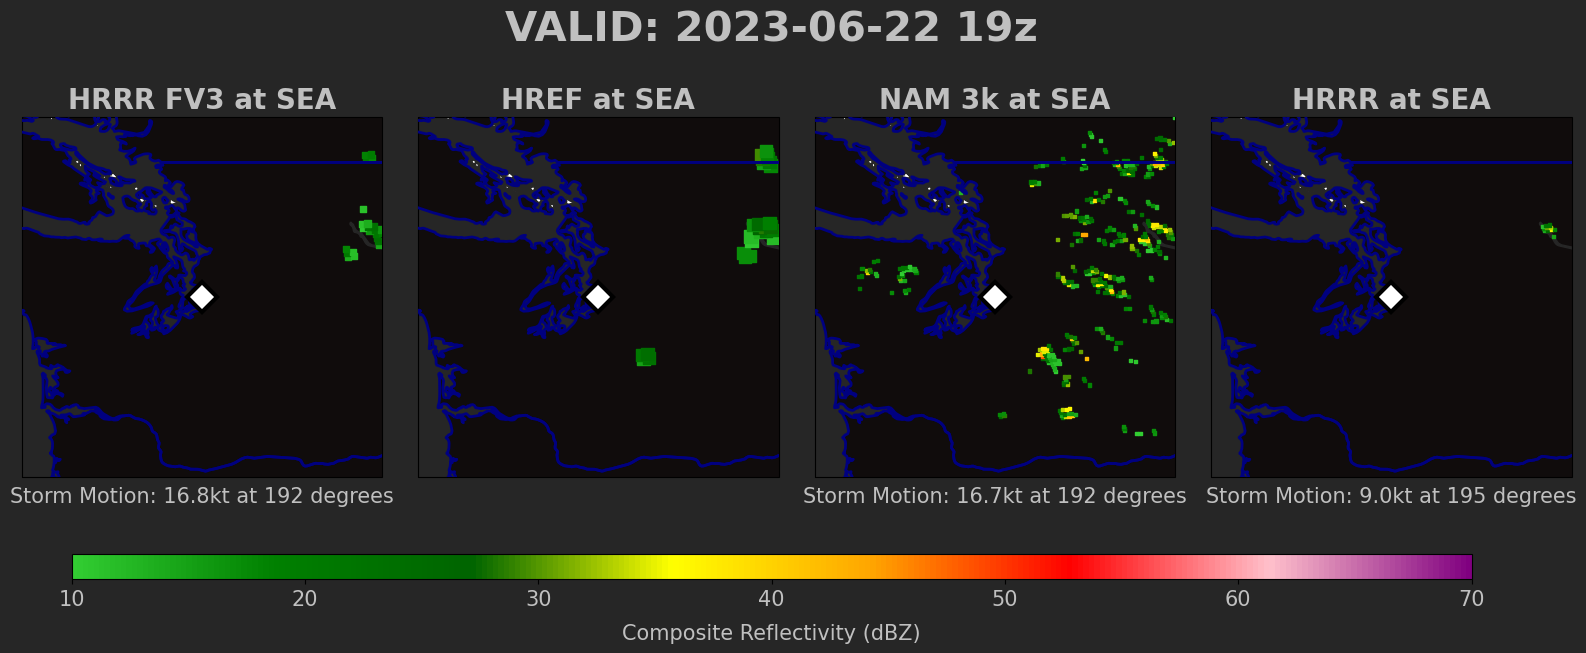 VALID: 2023-06-22 19z
HRRR FV3 at SEA
HREF at SEA
NAM 3k at SEA
HRRR at SEA
Storm Motion: 16.8kt at 192 degrees
Storm Motion: 16.7kt at 192 degrees
Storm Motion: 9.0kt at 195 degrees
10 20 30 40 50 60 70
Composite Reflectivity (dBZ)